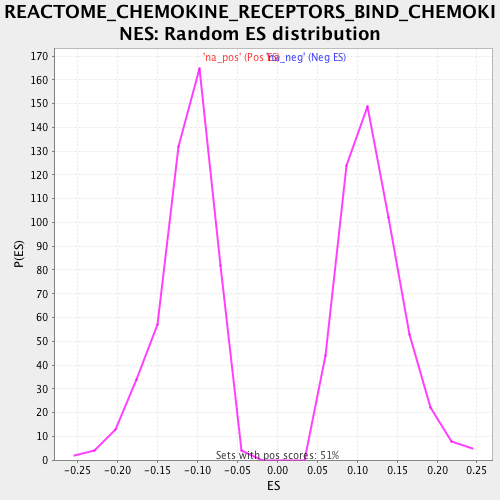 REACTOME_CHEMOKINE_RECEPTORS_BIND_CHEMOKI
NES: Random ES distribution
'na_pos' (Pos ES)
'na_neg' (Neg ES)
170
160
150
140
130
120
110
100
90
80
70
60
50
40
30
20
10
0
P(ES)
Sets with pos scores: 51%
-0.25 -0.20 -0.15 -0.10 -0.05 0.00 0.05 0.10 0.15 0.20 0.25
ES